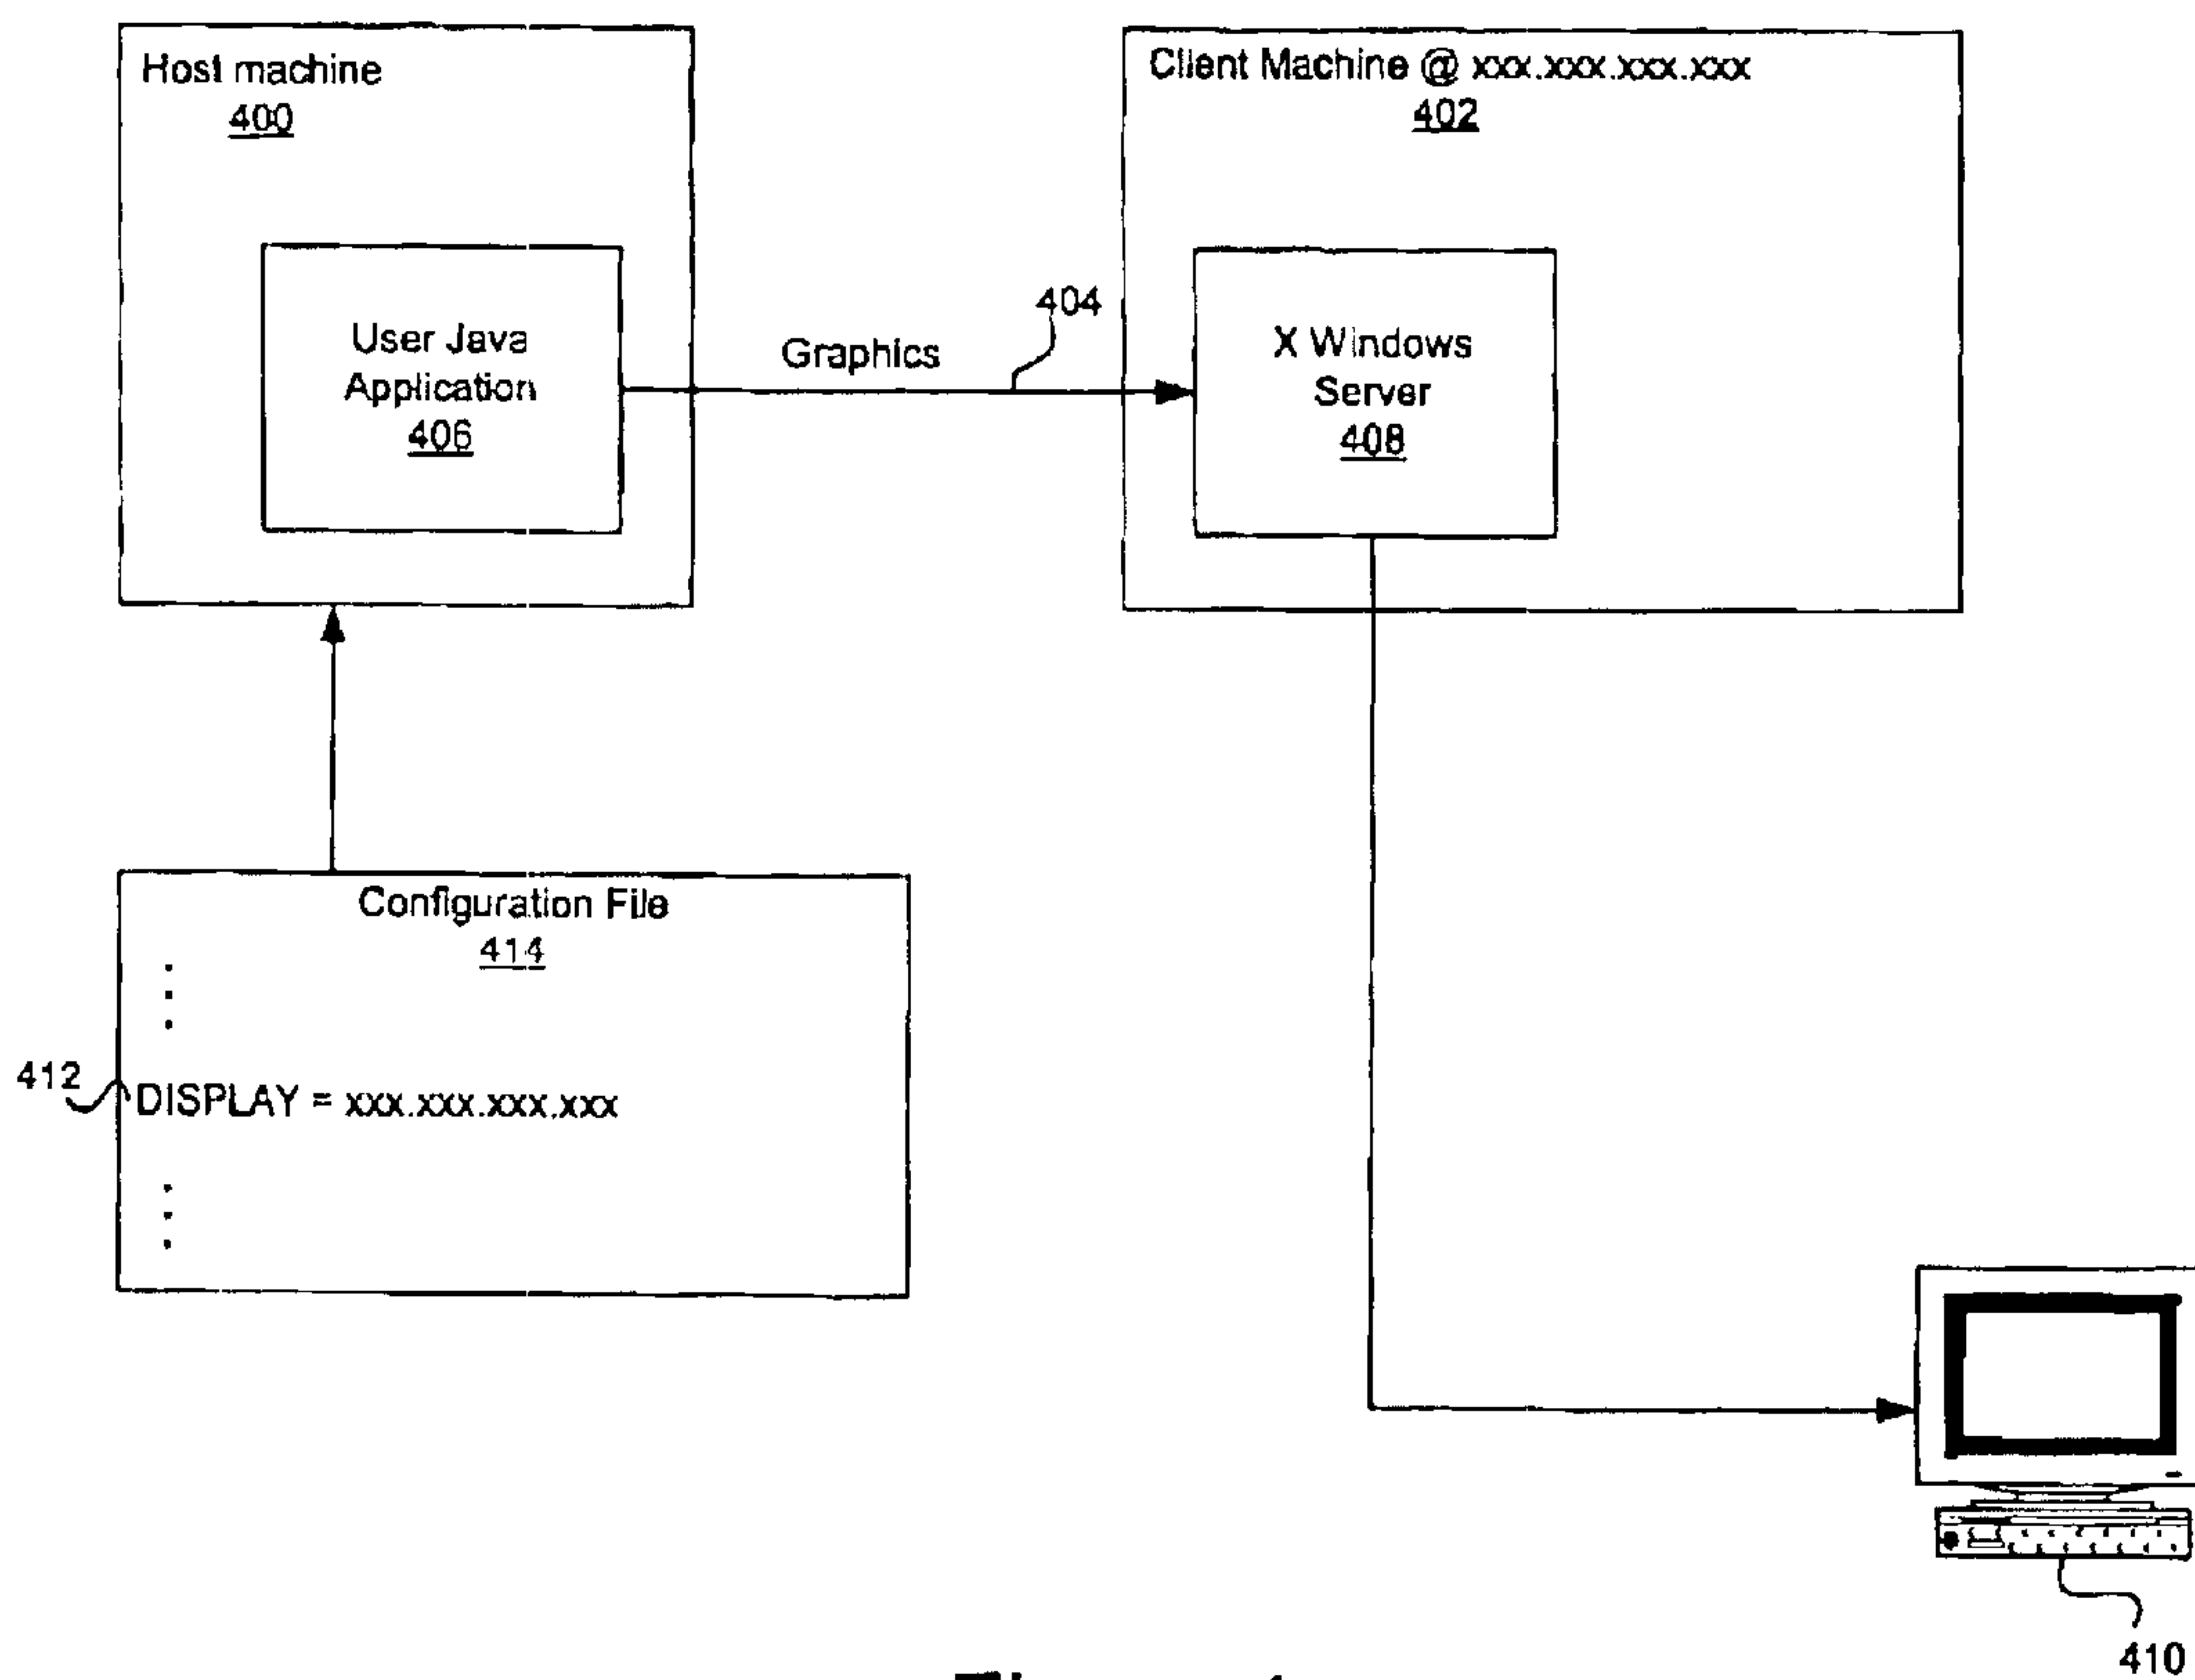 Host machine
400
Client Machine @ xxx.xxx.xxx.xxx
402
User Java
Application
406
Graphics
404
X Windows
Server
408
Configuration File
414
412
DISPLAY = xxx.xxx.xxx.xxx
410